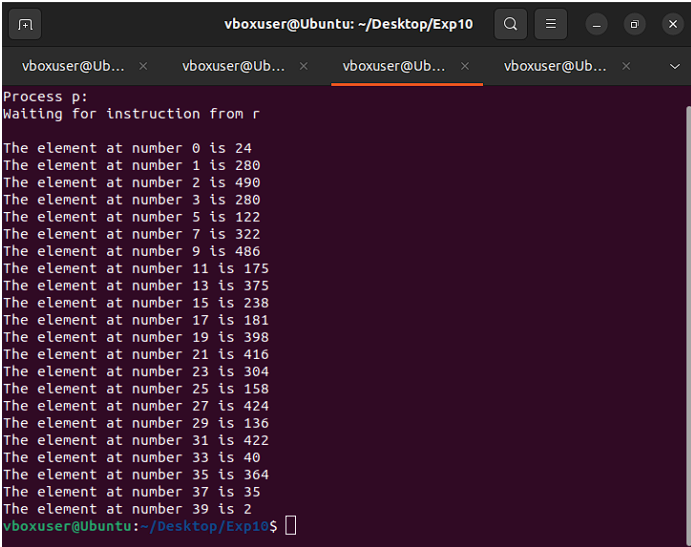 vboxuser@Ubuntu: ~/Desktop/Exp10
vboxuser@Ub... vboxuser@Ub... vboxuser@Ub... vboxuser@Ub...
Process p:
Waiting for instruction from r
The element at number 0 is 24
The element at number 1 is 280
The element at number 2 is 490
The element at number 3 is 280
The element at number 5 is 122
The element at number 7 is 322
The element at number 9 is 486
The element at number 11 is 175
The element at number 13 is 375
The element at number 15 is 238
The element at number 17 is 181
The element at number 19 is 398
The element at number 21 is 416
The element at number 23 is 304
The element at number 25 is 158
The element at number 27 is 424
The element at number 29 is 136
The element at number 31 is 422
The element at number 33 is 40
The element at number 35 is 364
The element at number 37 is 35
The element at number 39 is 2
vboxuser@Ubuntu:~/Desktop/Exp10$